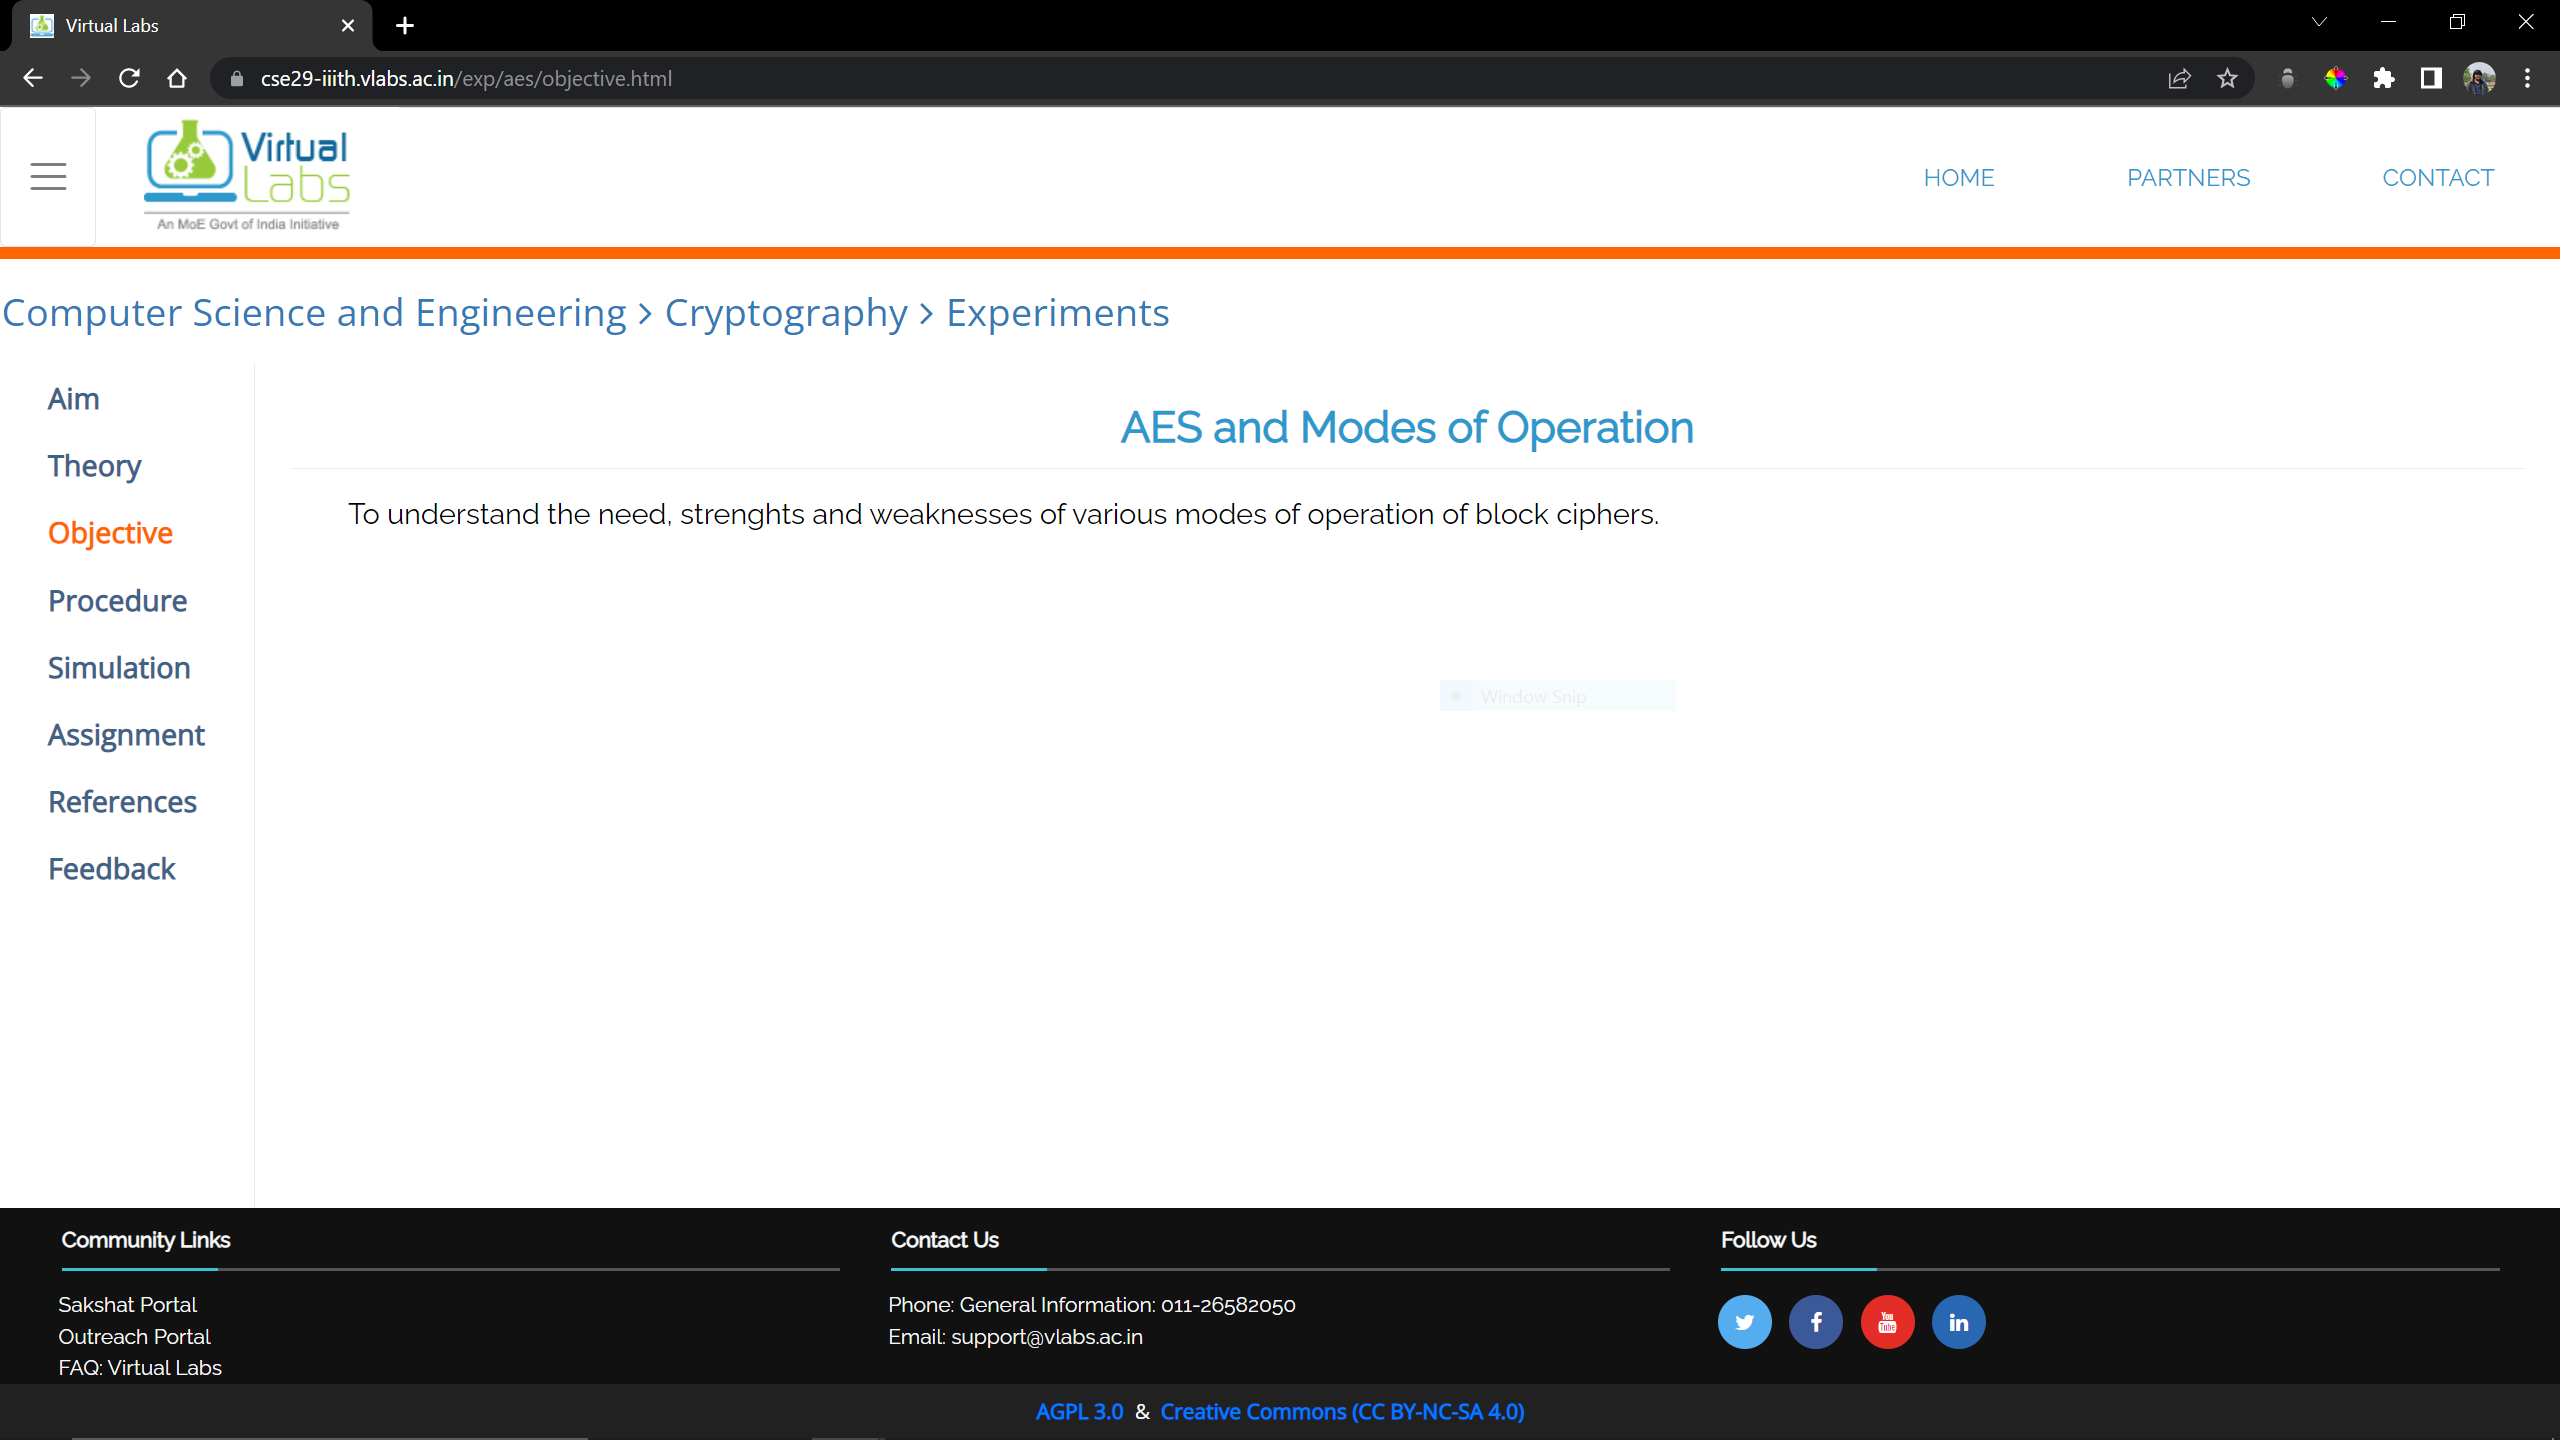 Virtual Labs
cse29-iiith.vlabs.ac.in/exp/aes/objective.html
Virtual
Labs
An MoE Govt of India Initiative
HOME
PARTNERS
CONTACT
Computer Science and Engineering > Cryptography > Experiments
Aim
Theory
Objective
Procedure
Simulation
Assignment
References
Feedback
AES and Modes of Operation
To understand the need, strenghts and weaknesses of various modes of operation of block ciphers.
Window Snip
Community Links
Sakshat Portal
Outreach Portal
FAQ: Virtual Labs
Contact Us
Phone: General Information: 011-26582050
Email: support@vlabs.ac.in
Follow Us
You
Tube
AGPL 3.0 & Creative Commons (CC BY-NC-SA 4.0)